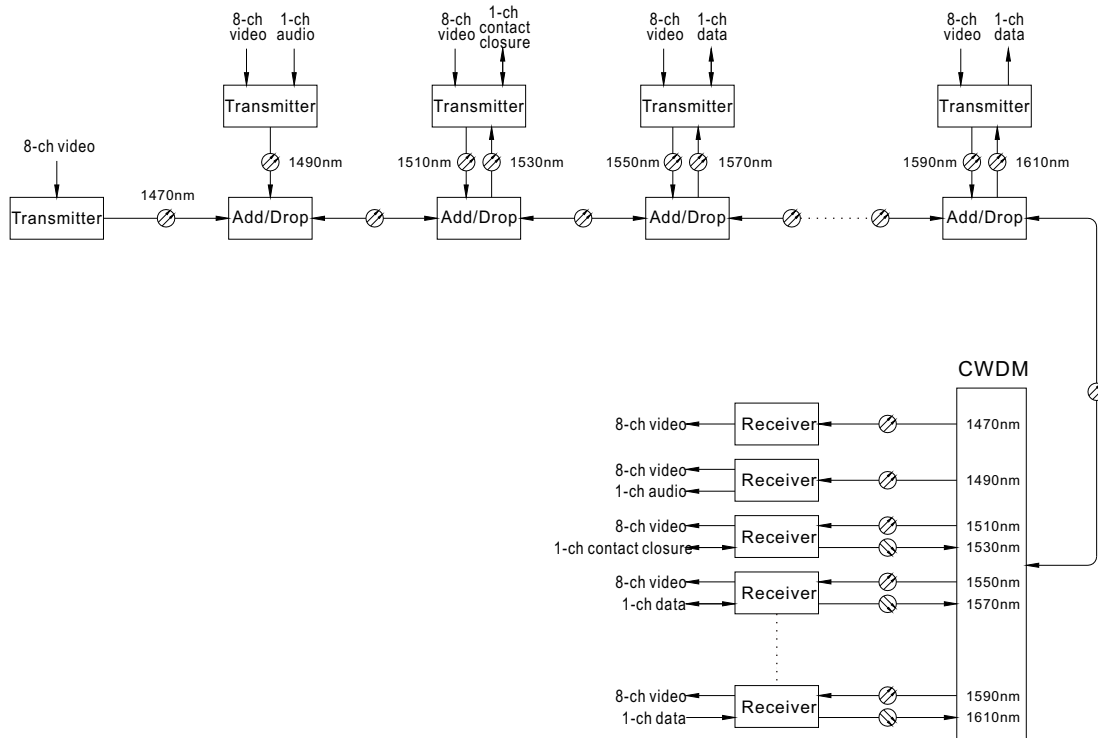 8-ch
video
1-ch
audio
8-ch
video
1-ch
contact
closure
8-ch
video
1-ch
data
8-ch
video
1-ch
data
Transmitter
Transmitter
Transmitter
Transmitter
8-ch video
1490nm
1510nm
1530nm
1550nm
1570nm
1590nm
1610nm
1470nm
Transmitter
Add/Drop
Add/Drop
Add/Drop
Add/Drop
CWDM
8-ch video
Receiver
1470nm
8-ch video
1-ch audio
Receiver
1490nm
8-ch video
1-ch contact closure
Receiver
1510nm
1530nm
8-ch video
1-ch data
Receiver
1550nm
1570nm
8-ch video
1-ch data
Receiver
1590nm
1610nm